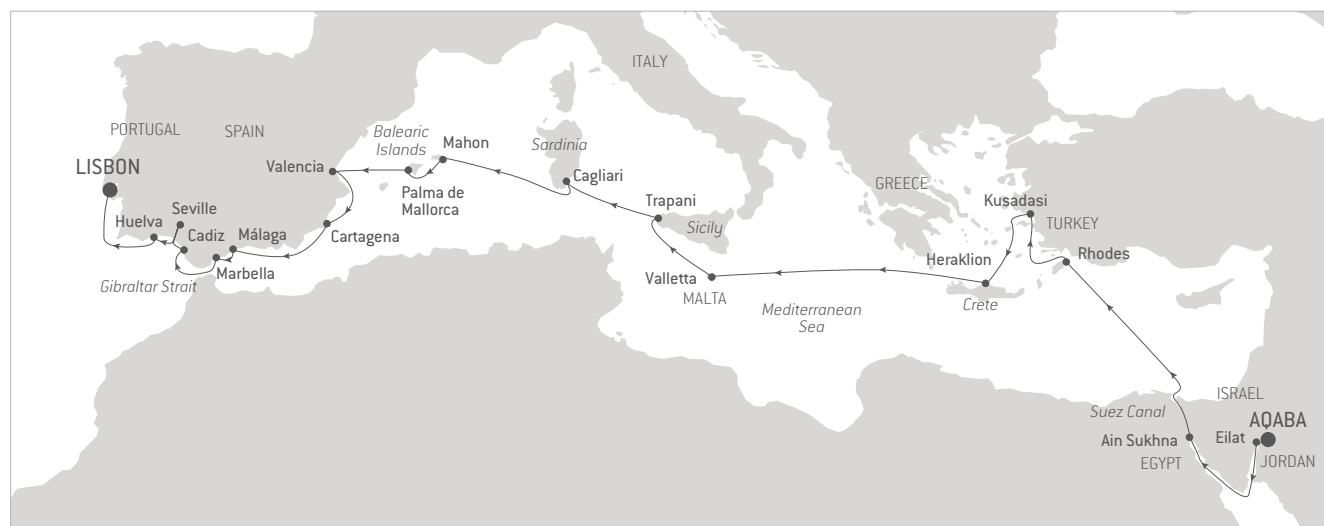 ITALY
PORTUGAL
SPAIN
Balearic
Islands
Mahon
Sardinia
LISBON
Valencia
Cagliari
Palma de
Mallorca
GREECE
Trapani
Kusadasi
Seville
Huelva
Sicily
TURKEY
Cadiz
Málaga
Cartagena
Rhodes
Heraklion
Marbella
Valletta
Gibraltar Strait
MALTA
Crete
Mediterranean
Sea
ISRAEL
Suez Canal
AQABA
Ain Sukhna
Eilat
EGYPT
JORDAN